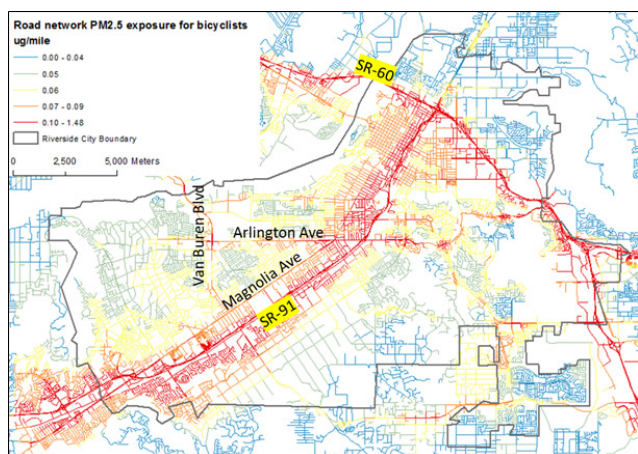 Road network PM2.5 exposure for bicyclists
ug/mile
0.00 - 0.04
0.05
0.06
0.07 - 0.09
0.10 - 1.48
Riverside City Boundary
0 2,500 5,000 Meters
SR-60
Van Buren Blvd
Arlington Ave
Magnolia Ave
SR-91